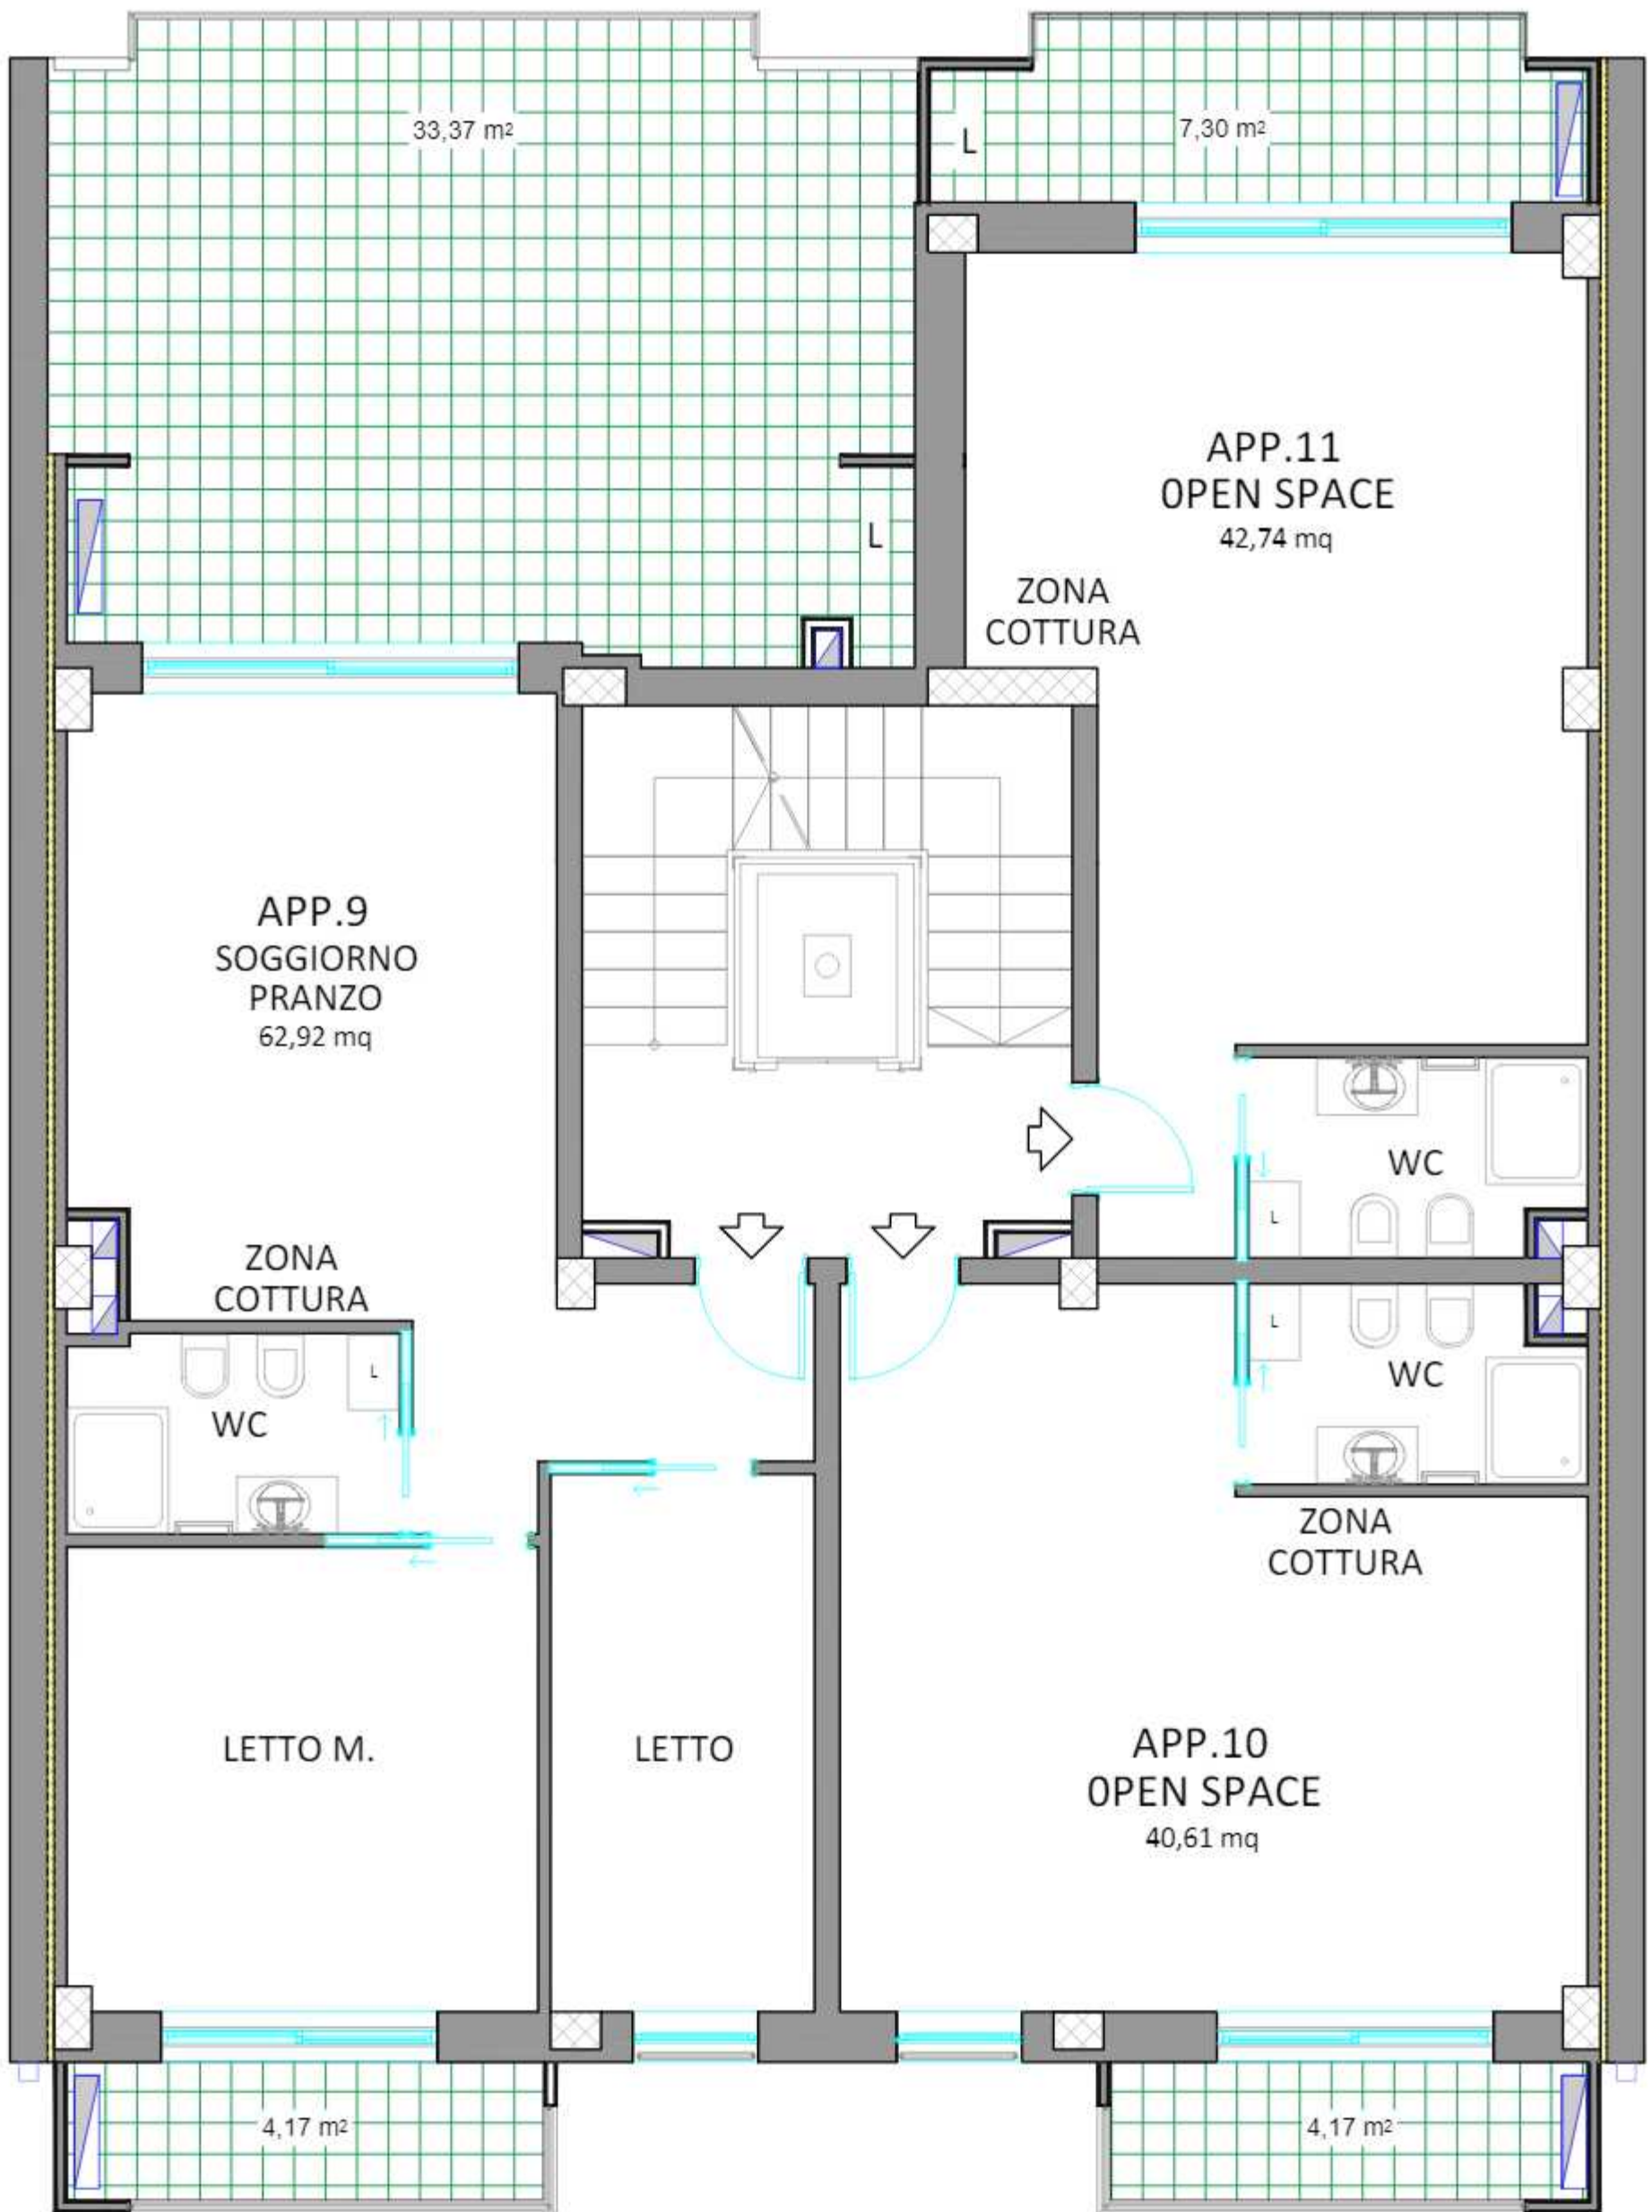 33,37 m²
L
7,30 m²
APP.11
0PEN SPACE
42,74 mq
L
ZONA
COTTURA
APP.9
SOGGIORNO
PRANZO
62,92 mq
WC
L
ZONA
COTTURA
L
WC
L
WC
ZONA
COTTURA
LETTO M.
LETTO
APP.10
0PEN SPACE
40,61 mq
4,17 m²
4,17 m²